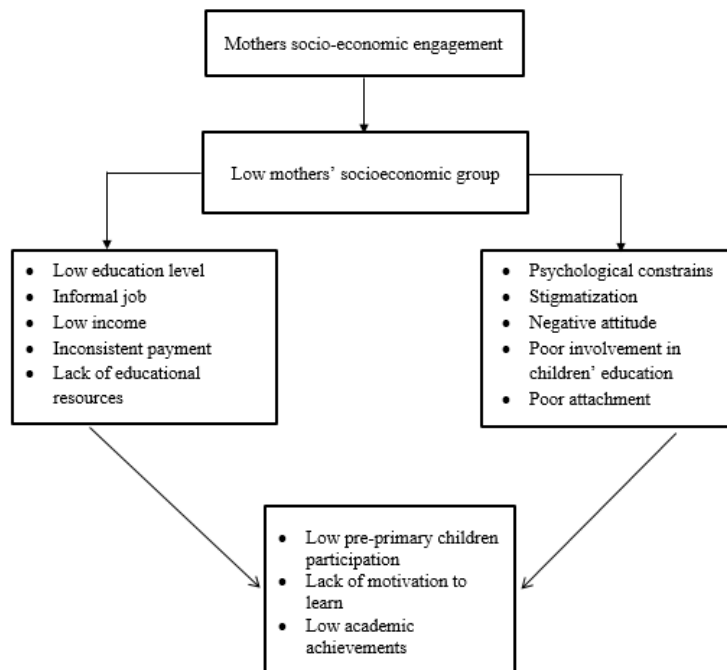 Mothers socio-economic engagement
Low mothers’ socioeconomic group
• Low education level
• Informal job
• Low income
• Inconsistent payment
• Lack of educational
resources
• Psychological constrains
• Stigmatization
• Negative attitude
• Poor involvement in
children’ education
• Poor attachment
• Low pre-primary children
participation
• Lack of motivation to
learn
• Low academic
achievements